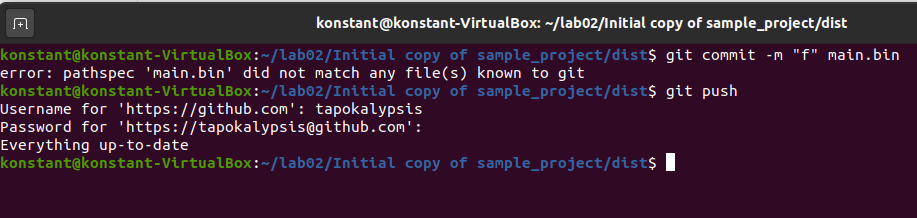 konstant@konstant-VirtualBox: ~/lab02/Initial copy of sample_project/dist
konstant@konstant-VirtualBox:~/lab02/Initial copy of sample_project/dist$ git commit -m "f" main.bin
error: pathspec 'main.bin' did not match any file(s) known to git
konstant@konstant-VirtualBox:~/lab02/Initial copy of sample_project/dist$ git push
Username for 'https://github.com': tapokalypsis
Password for 'https://tapokalypsis@github.com':
Everything up-to-date
konstant@konstant-VirtualBox:~/lab02/Initial copy of sample_project/dist$